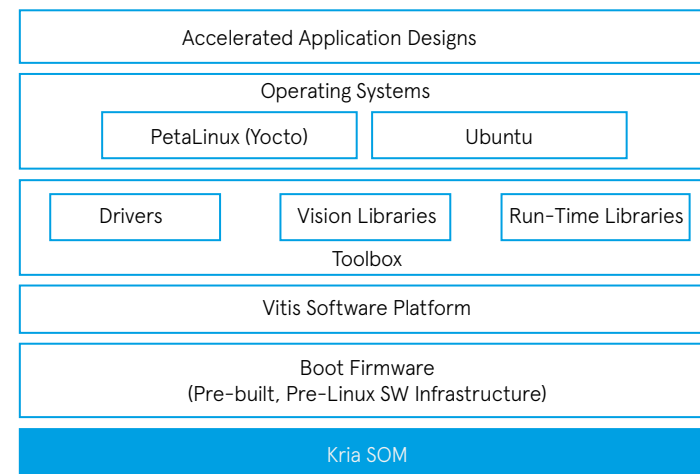 Accelerated Application Designs
Operating Systems
PetaLinux (Yocto)
Ubuntu
Drivers
Vision Libraries
Run-Time Libraries
Toolbox
Vitis Software Platform
Boot Firmware
(Pre-built, Pre-Linux SW Infrastructure)
Kria SOM